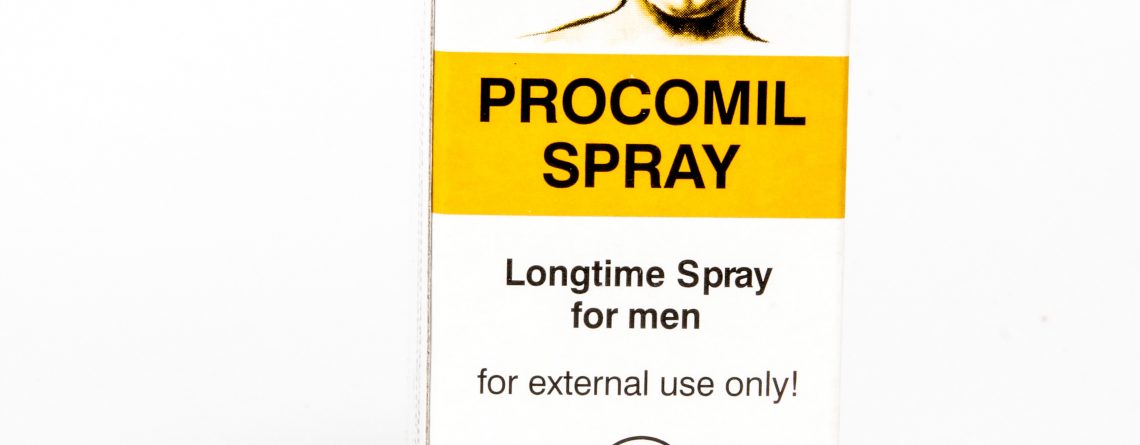 PROCOMIL
SPRAY
Longtime Spray
for men
for external use only!